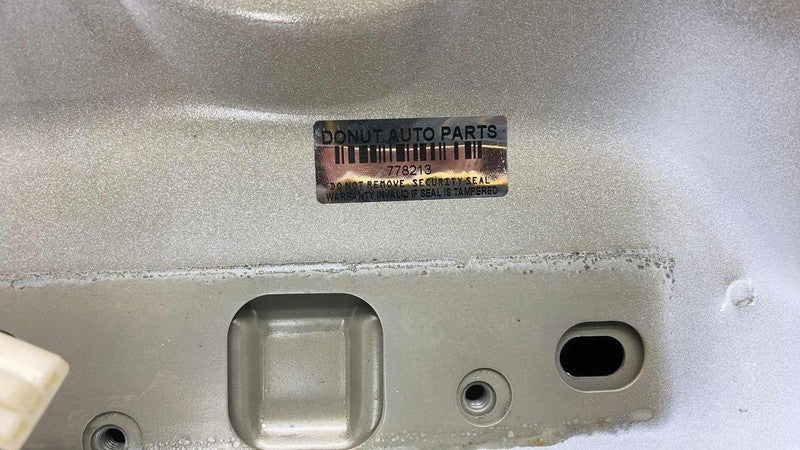 DONUT AUTO PARTS
778213
DO NOT REMOVE SECURITY SEAL
WARRANTY INVALID IF SEAL IS TAMPERED